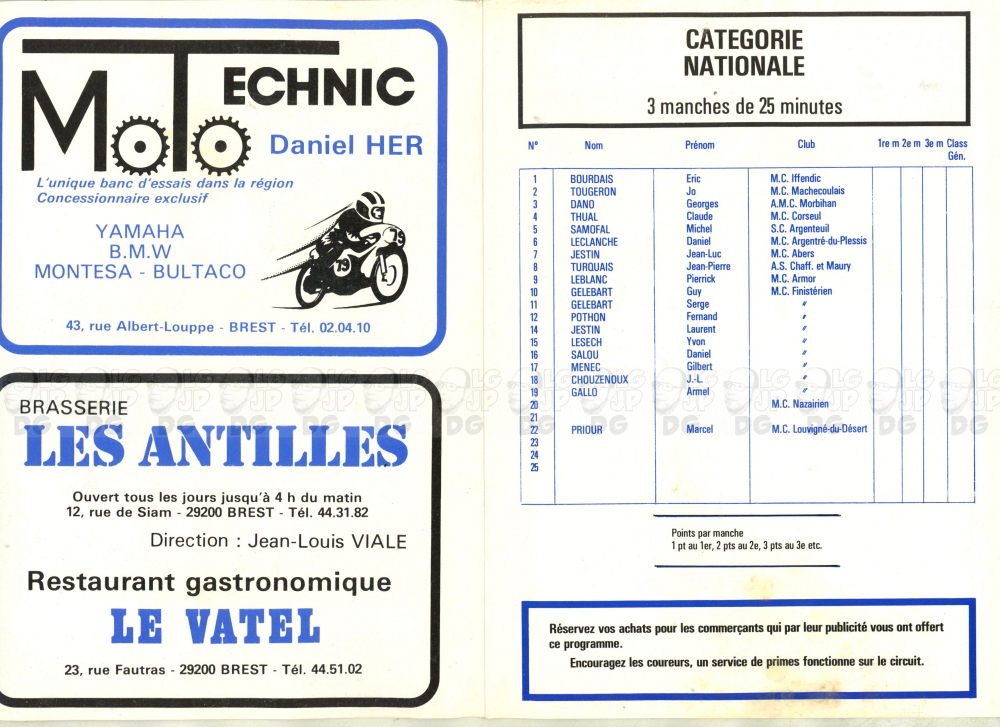 MoTo TECHNIC
Daniel HER
L'unique banc d'essais dans la région
Concessionnaire exclusif
YAMAHA
B.M.W
MONTESA - BULTACO
79
79
43, rue Albert-Louppe - BREST - Tél. 02.04.10
BRASSERIE
LES ANTILLES
Ouvert tous les jours jusqu'à 4 h du matin
12, rue de Siam - 29200 BREST - Tél. 44.31.82
Direction : Jean-Louis VIALE
Restaurant gastronomique
LE VATEL
23, rue Fautras - 29200 BREST - Tél. 44.51.02
CATEGORIE
NATIONALE
3 manches de 25 minutes
N° Nom Prénom Club 1re m 2e m 3e m Class
Gén.
1 BOURDAIS Eric M.C. Iffendic
2 TOUGERON Jo M.C. Machecoulais
3 DANO Georges A.M.C. Morbihan
4 THUAL Claude M.C. Corseul
5 SAMOFAL Michel S.C. Argenteuil
6 LECLANCHE Daniel M.C. Argentré-du-Plessis
7 JESTIN Jean-Luc M.C. Abers
8 TURQUAIS Jean-Pierre A.S. Chaff. et Maury
9 LEBLANC Pierrick M.C. Armor
10 GELEBART Guy M.C. Finistérien
11 GELEBART Serge 〃
12 POTHON Fernand 〃
14 JESTIN Laurent 〃
15 LESECH Yvon 〃
16 SALOU Daniel 〃
17 MENEC Gilbert 〃
18 CHOUZENOUX J.-L. 〃
19 GALLO Armel 〃
20 M.C. Nazairien
21
22 PRIOUR Marcel M.C. Louvigné-du-Désert
23
24
25
Points par manche
1 pt au 1er, 2 pts au 2e, 3 pts au 3e etc.
Réservez vos achats pour les commerçants qui par leur publicité vous ont offert
ce programme.
Encouragez les coureurs, un service de primes fonctionne sur le circuit.